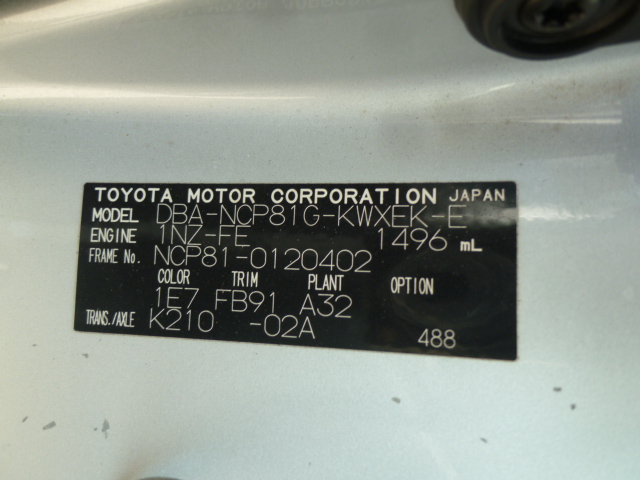 TOYOTA MOTOR CORPORATION JAPAN
MODEL DBA-NCP81G-KWXEK-E
ENGINE 1NZ-FE 1496 mL
FRAME No. NCP81-0120402
COLOR TRIM PLANT OPTION
1E7 FB91 A32
TRANS./AXLE K210 -02A 488